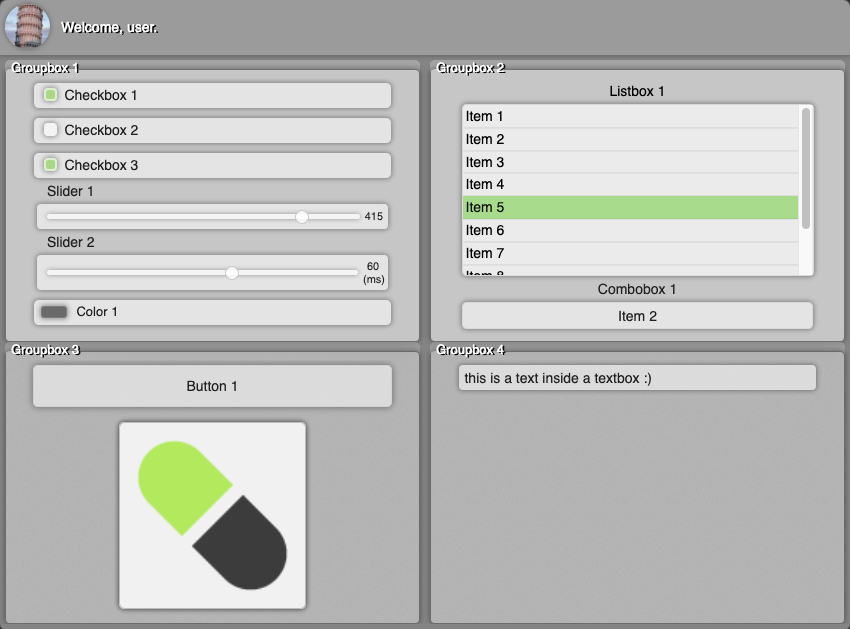 Welcome, user.
Groupbox 1
Checkbox 1
Checkbox 2
Checkbox 3
Slider 1
415
Slider 2
60
(ms)
Color 1
Groupbox 2
Listbox 1
Item 1
Item 2
Item 3
Item 4
Item 5
Item 6
Item 7
Item 8
Combobox 1
Item 2
Groupbox 3
Button 1
Groupbox 4
this is a text inside a textbox :)